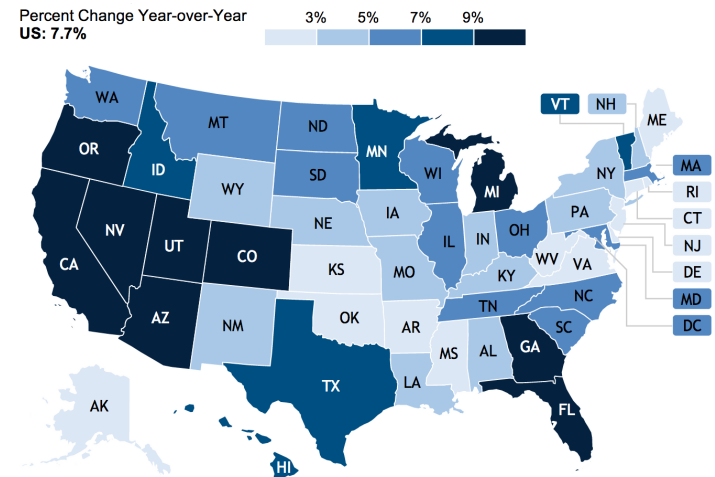 Percent Change Year-over-Year
US: 7.7%
3% 5% 7% 9%
WA
MT
ND
MN
VT
NH
ME
OR
ID
SD
WI
MI
NY
MA
WY
RI
IA
PA
CT
NV
NE
IL
IN
OH
NJ
UT
CO
CA
KS
MO
KY
WV
VA
DE
MD
AZ
NM
OK
AR
TN
NC
DC
SC
MS
AL
GA
TX
LA
AK
FL
HI